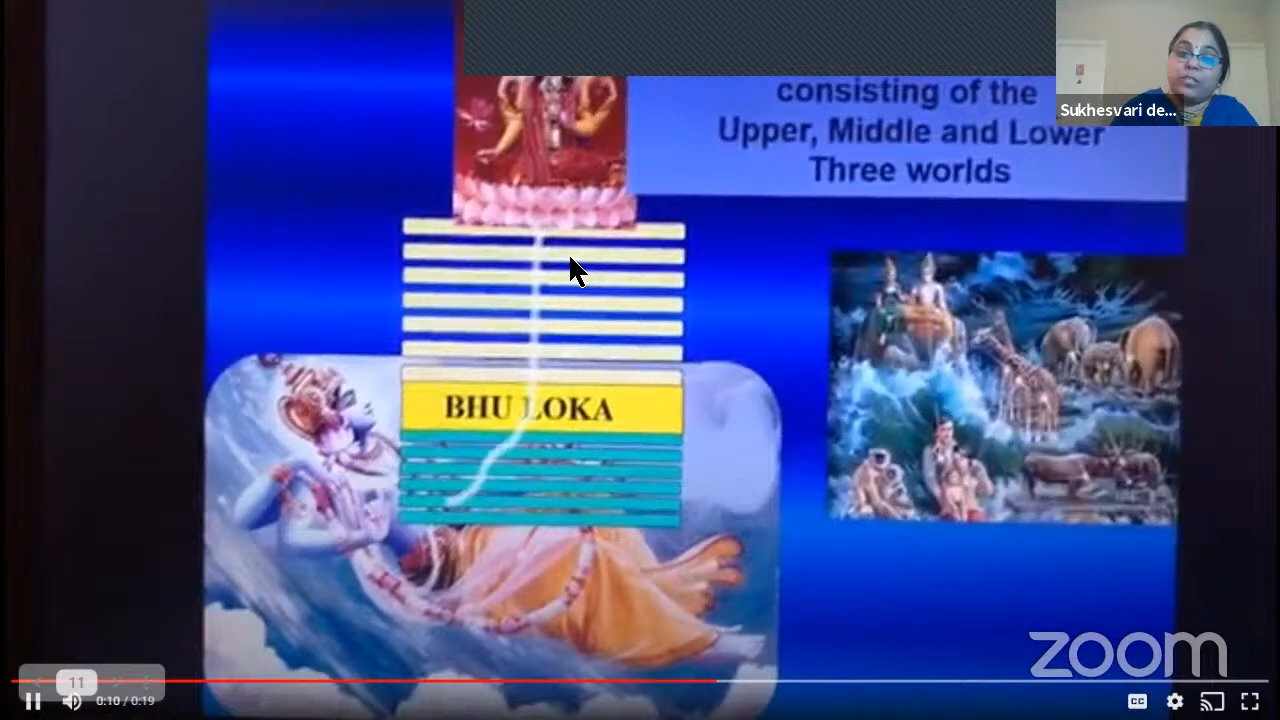 consisting of the
Upper, Middle and Lower
Three worlds
Sukhesvari de...
BHU LOKA
zoom
11
0:10 / 0:19
CC